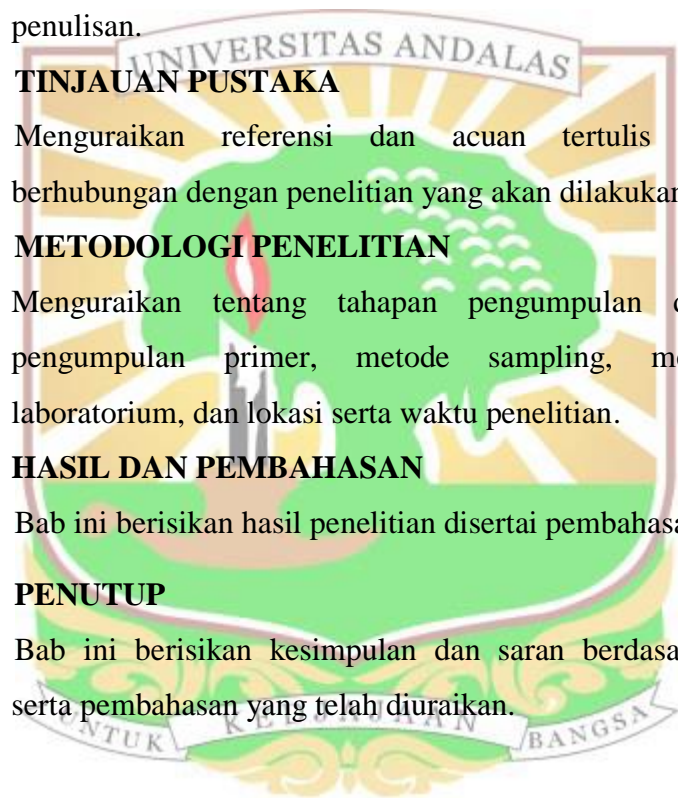 penulisan.
UNIVERSITAS ANDALAS
TINJAUAN PUSTAKA
Menguraikan referensi dan acuan tertulis
berhubungan dengan penelitian yang akan dilakukan
METODOLOGI PENELITIAN
Menguraikan tentang tahapan pengumpulan
pengumpulan primer, metode sampling,
laboratorium, dan lokasi serta waktu penelitian.
HASIL DAN PEMBAHASAN
Bab ini berisikan hasil penelitian disertai
PENUTUP
Bab ini berisikan kesimpulan dan saran
serta pembahasan yang telah diuraikan.
UNTUK KEDJAJAAN BANGSA